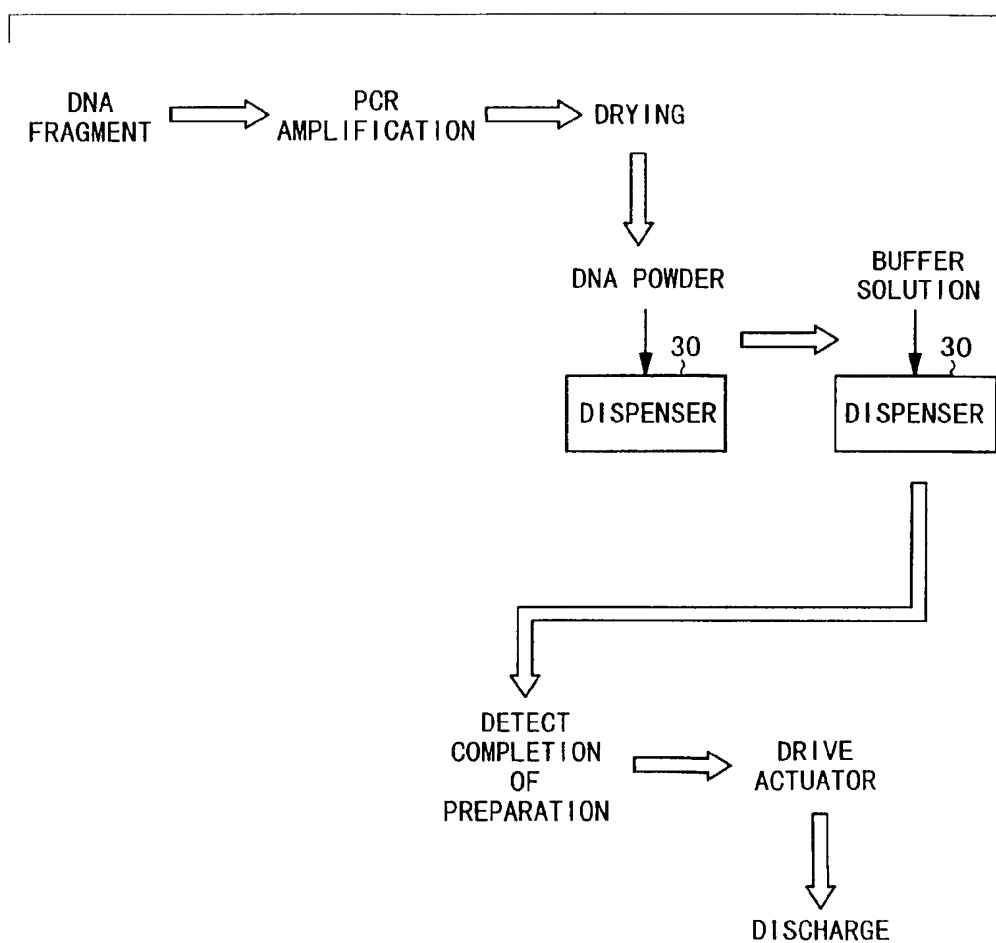 DNA
FRAGMENT
PCR
AMPLIFICATION
DRYING
DNA POWDER
BUFFER
SOLUTION
30
DISPENSER
30
DISPENSER
DETECT
COMPLETION
OF
PREPARATION
DRIVE
ACTUATOR
DISCHARGE